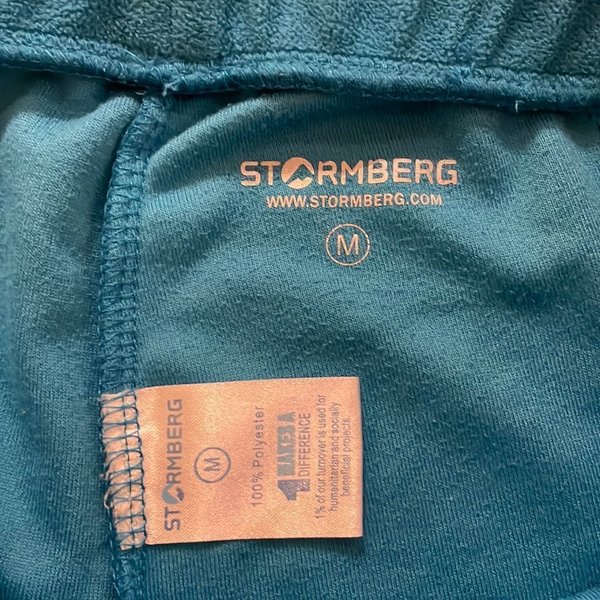 STORMBERG
WWW.STORMBERG.COM
M
STORMBERG
M
100% Polyester
1% MAKES A
DIFFERENCE
1% of our turnover is used for
humanitarian and socially
beneficial projects.